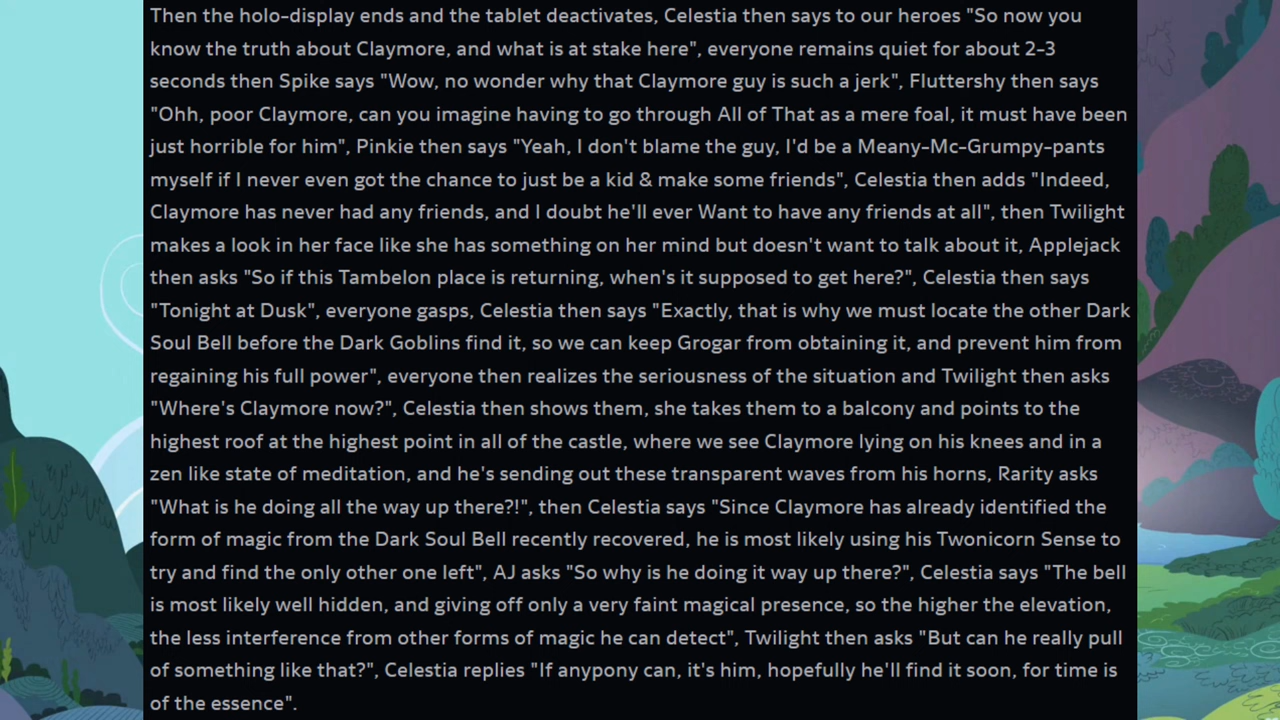 Then the holo-display ends and the tablet deactivates, Celestia then says to our heroes "So now you
know the truth about Claymore, and what is at stake here", everyone remains quiet for about 2-3
seconds then Spike says "Wow, no wonder why that Claymore guy is such a jerk", Fluttershy then says
"Ohh, poor Claymore, can you imagine having to go through All of That as a mere foal, it must have been
just horrible for him", Pinkie then says "Yeah, I don't blame the guy, I'd be a Meany-Mc-Grumpy-pants
myself if I never even got the chance to just be a kid & make some friends", Celestia then adds "Indeed,
Claymore has never had any friends, and I doubt he'll ever Want to have any friends at all", then Twilight
makes a look in her face like she has something on her mind but doesn't want to talk about it, Applejack
then asks "So if this Tambelon place is returning, when's it supposed to get here?", Celestia then says
"Tonight at Dusk", everyone gasps, Celestia then says "Exactly, that is why we must locate the other Dark
Soul Bell before the Dark Goblins find it, so we can keep Grogar from obtaining it, and prevent him from
regaining his full power", everyone then realizes the seriousness of the situation and Twilight then asks
"Where's Claymore now?", Celestia then shows them, she takes them to a balcony and points to the
highest roof at the highest point in all of the castle, where we see Claymore lying on his knees and in a
zen like state of meditation, and he's sending out these transparent waves from his horns, Rarity asks
"What is he doing all the way up there?!", then Celestia says "Since Claymore has already identified the
form of magic from the Dark Soul Bell recently recovered, he is most likely using his Twonicorn Sense to
try and find the only other one left", AJ asks "So why is he doing it way up there?", Celestia says "The bell
is most likely well hidden, and giving off only a very faint magical presence, so the higher the elevation,
the less interference from other forms of magic he can detect", Twilight then asks "But can he really pull
of something like that?", Celestia replies "If anypony can, it's him, hopefully he'll find it soon, for time is
of the essence".